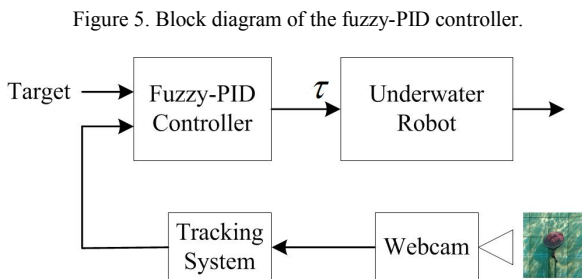 Figure 5. Block diagram of the fuzzy-PID controller.
Target
Fuzzy-PID
Controller
τ
Underwater
Robot
Tracking
System
Webcam